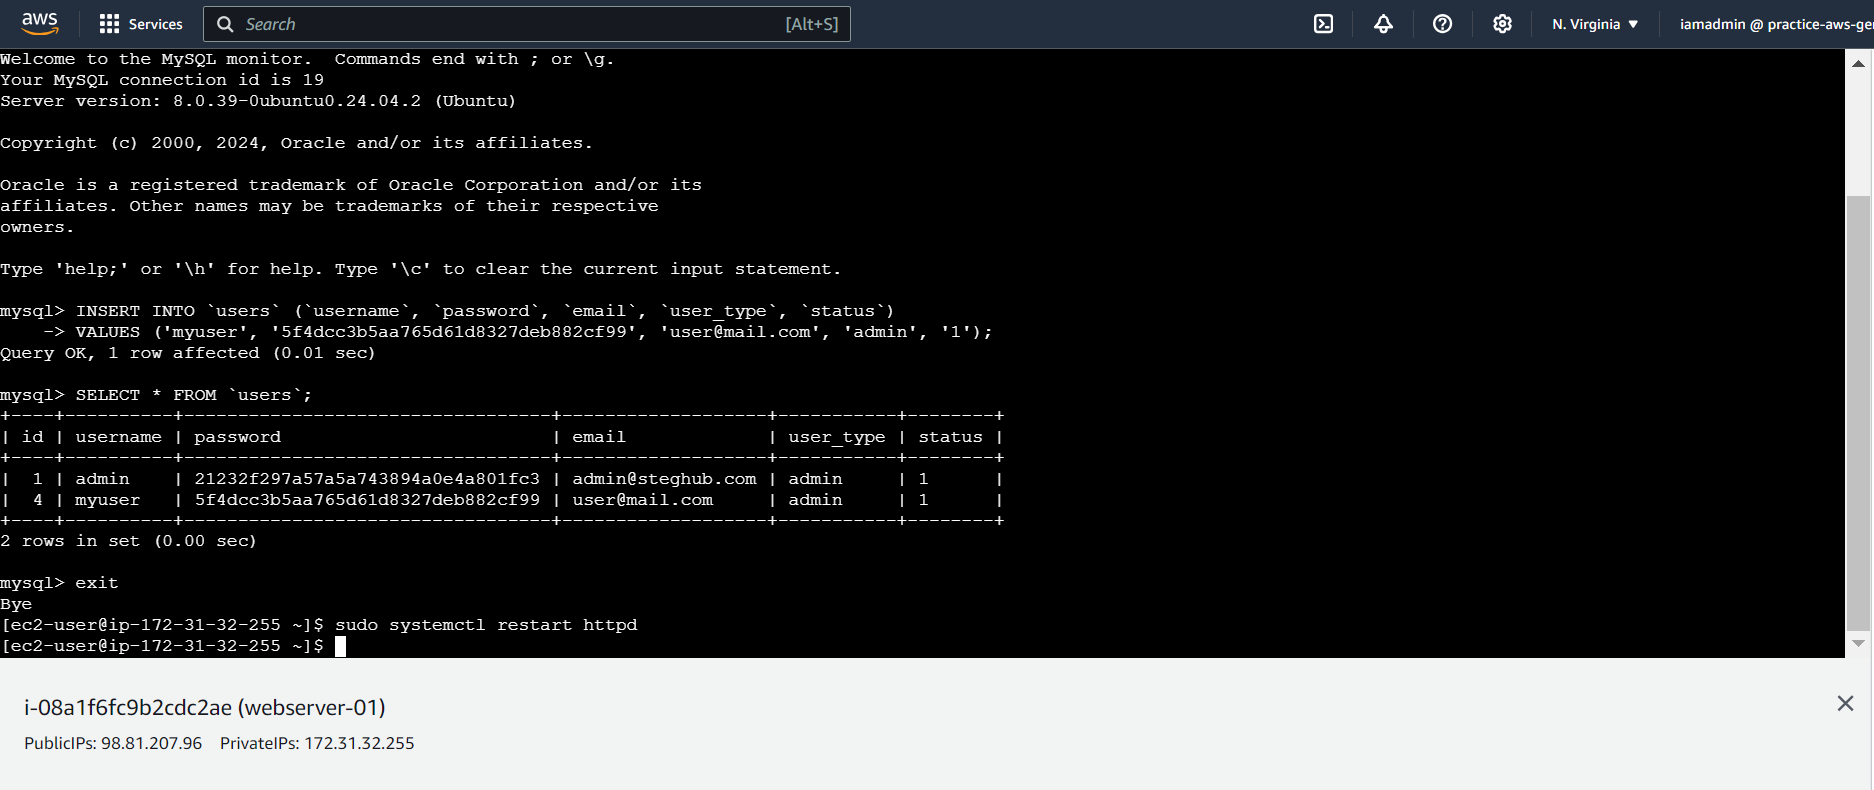 aws Services Search [Alt+S] N. Virginia ▼ iamadmin @ practice-aws-ge
Welcome to the MySQL monitor.  Commands end with ; or \g.
Your MySQL connection id is 19
Server version: 8.0.39-0ubuntu0.24.04.2 (Ubuntu)
Copyright (c) 2000, 2024, Oracle and/or its affiliates.
Oracle is a registered trademark of Oracle Corporation and/or its
affiliates. Other names may be trademarks of their respective
owners.
Type 'help;' or '\h' for help. Type '\c' to clear the current input statement.
mysql> INSERT INTO `users` (`username`, `password`, `email`, `user_type`, `status`)
    -> VALUES ('myuser', '5f4dcc3b5aa765d61d8327deb882cf99', 'user@mail.com', 'admin', '1');
Query OK, 1 row affected (0.01 sec)
mysql> SELECT * FROM `users`;
+----+----------+----------------------------------+-------------------+-----------+--------+
| id | username | password                         | email             | user_type | status |
+----+----------+----------------------------------+-------------------+-----------+--------+
|  1 | admin    | 21232f297a57a5a743894a0e4a801fc3 | admin@steghub.com | admin     | 1      |
|  4 | myuser   | 5f4dcc3b5aa765d61d8327deb882cf99 | user@mail.com     | admin     | 1      |
+----+----------+----------------------------------+-------------------+-----------+--------+
2 rows in set (0.00 sec)
mysql> exit
Bye
[ec2-user@ip-172-31-32-255 ~]$ sudo systemctl restart httpd
[ec2-user@ip-172-31-32-255 ~]$
i-08a1f6fc9b2cdc2ae (webserver-01)
PublicIPs: 98.81.207.96 PrivateIPs: 172.31.32.255